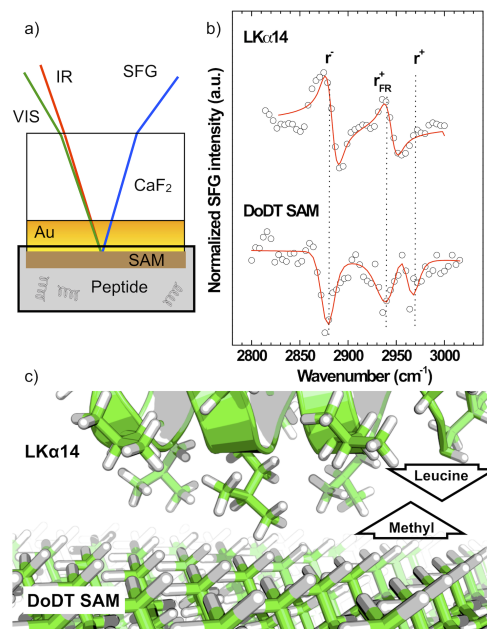 a)
IR
SFG
VIS
CaF₂
Au
SAM
Peptide
b)
LKα14
r⁻
r⁺FR
r⁺
DoDT SAM
Normalized SFG intensity (a.u.)
2800 2850 2900 2950 3000
Wavenumber (cm⁻¹)
c)
LKα14
Leucine
Methyl
DoDT SAM